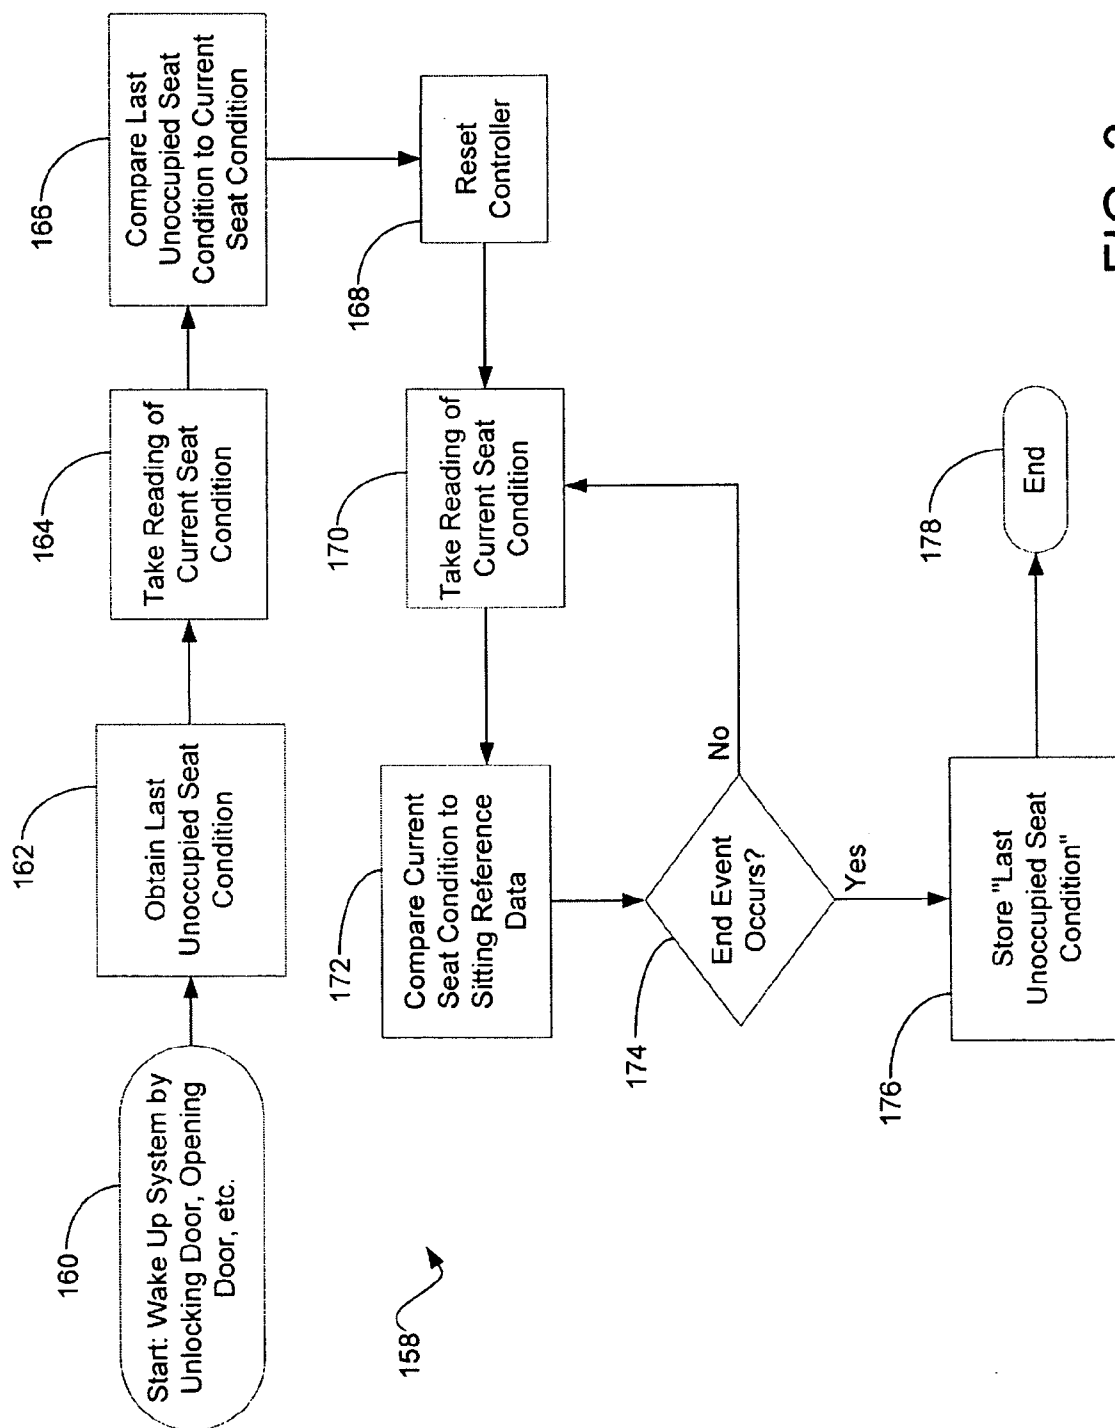 160
Start: Wake Up System by
Unlocking Door, Opening
Door, etc.
162
Obtain Last
Unoccupied Seat
Condition
164
Take Reading of
Current Seat
Condition
166
Compare Last
Unoccupied Seat
Condition to Current
Seat Condition
168
Reset
Controller
170
Take Reading of
Current Seat
Condition
172
Compare Current
Seat Condition to
Sitting Reference
Data
174
End Event
Occurs?
No
Yes
176
Store "Last
Unoccupied Seat
Condition"
178
End
158